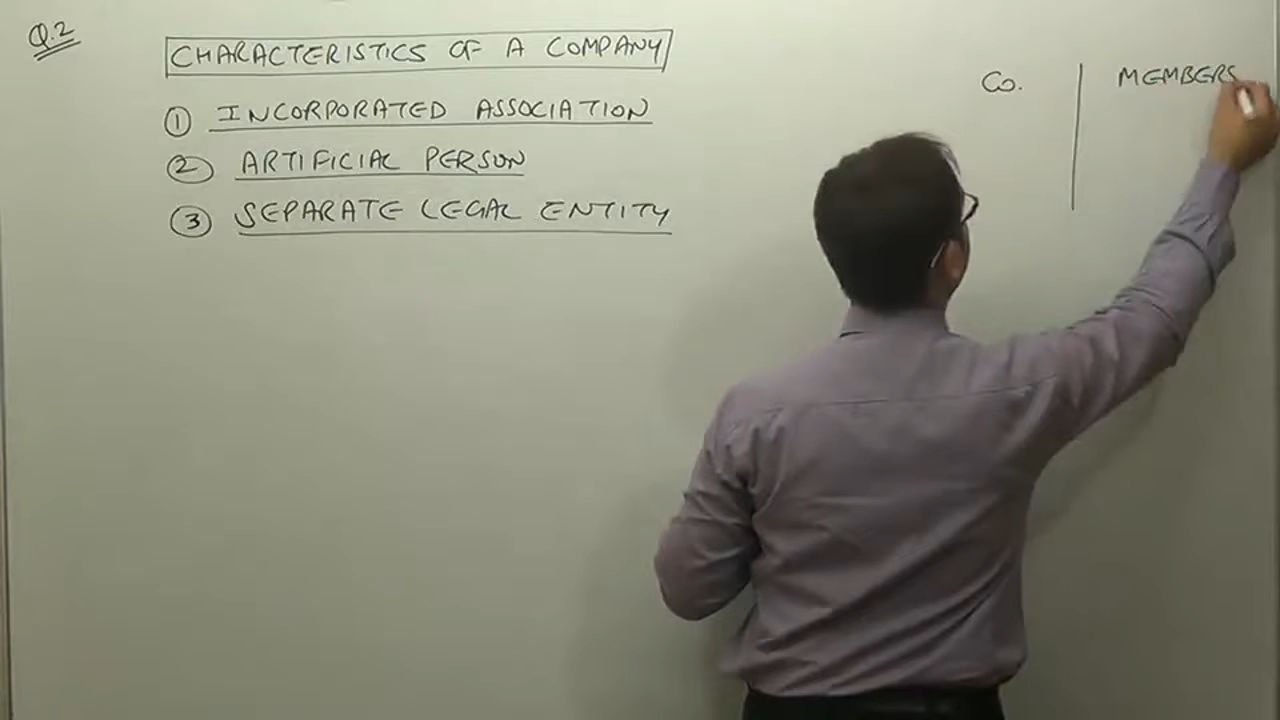 Q.2
CHARACTERISTICS OF A COMPANY
1 INCORPORATED ASSOCIATION
2 ARTIFICIAL PERSON
3 SEPARATE LEGAL ENTITY
Co. MEMBERS